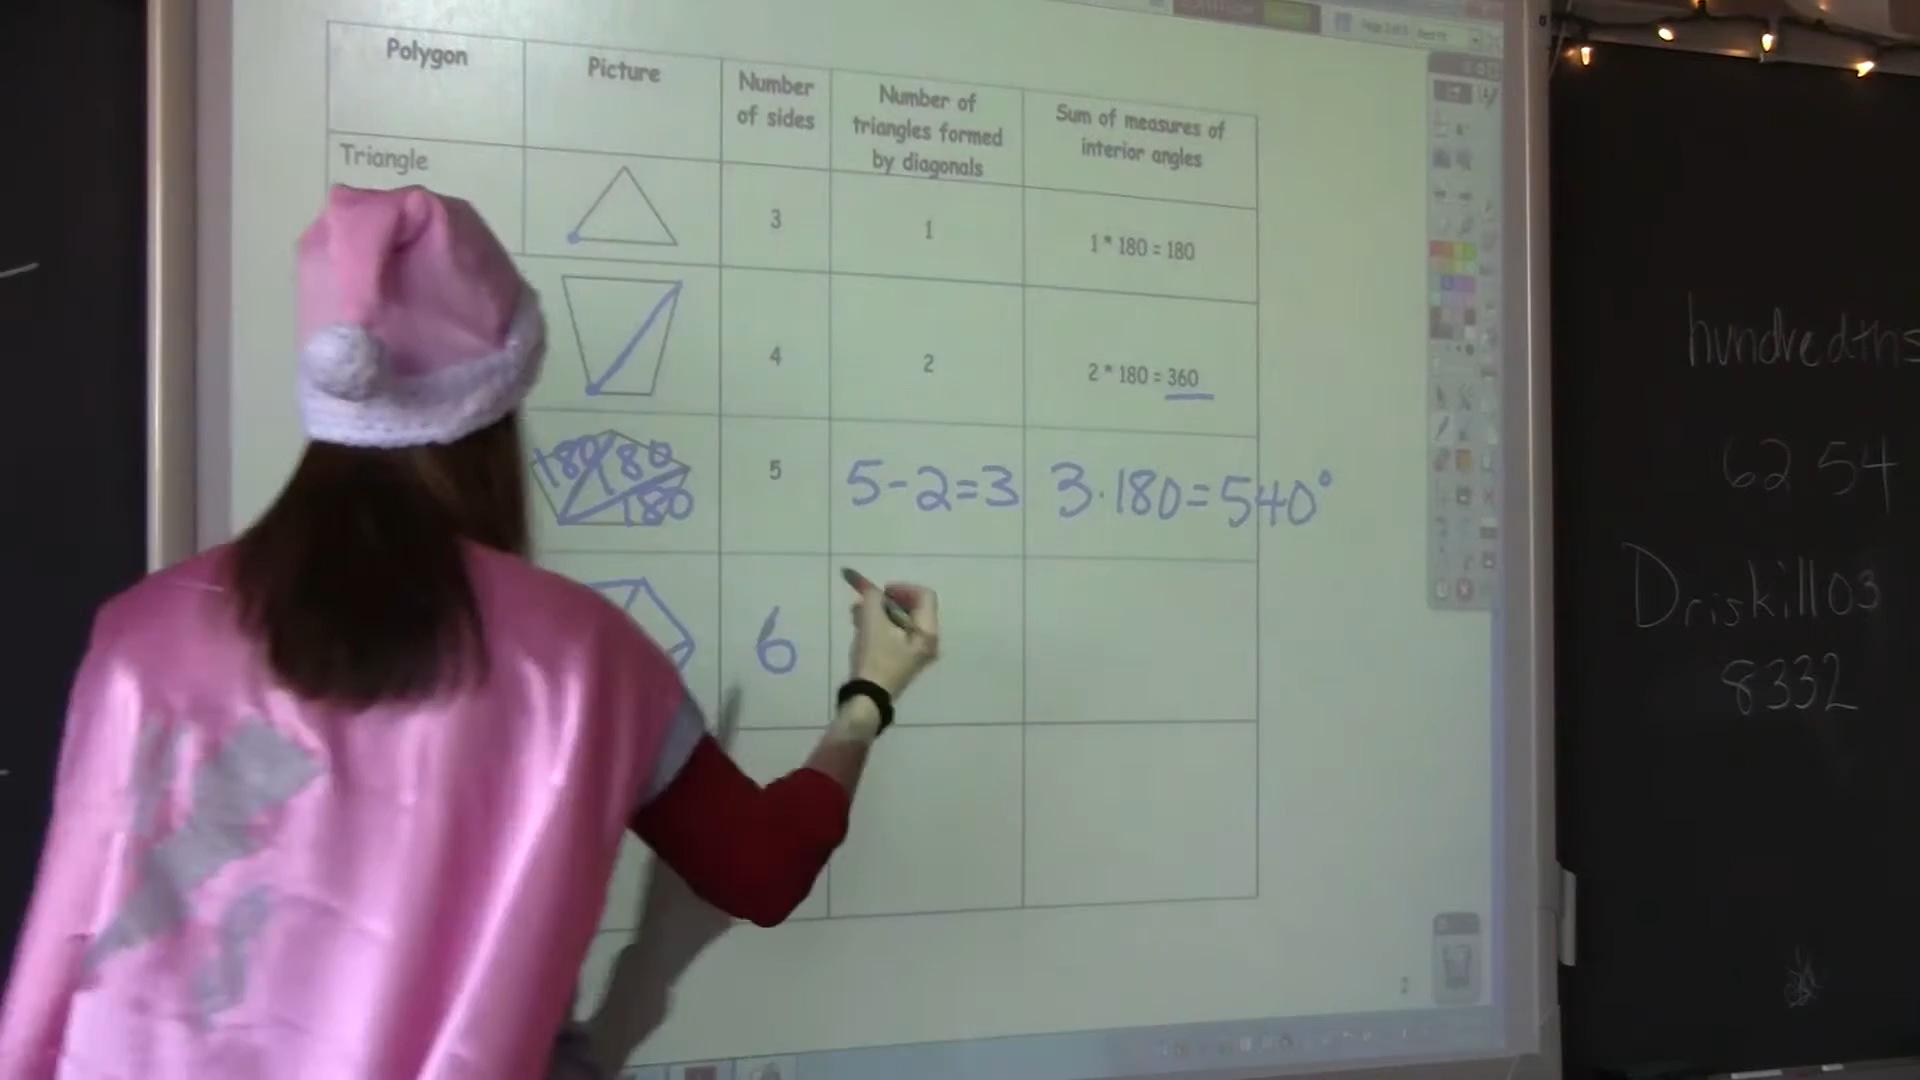 Polygon
Picture
Number
of sides
Number of
triangles formed
by diagonals
Sum of measures of
interior angles
Triangle
3
1
1 * 180 = 180
4
2
2 * 180 = 360
180 180
180
5
5-2=3
3·180=540°
6
2
hundredths
62 54
Driskill03
8332